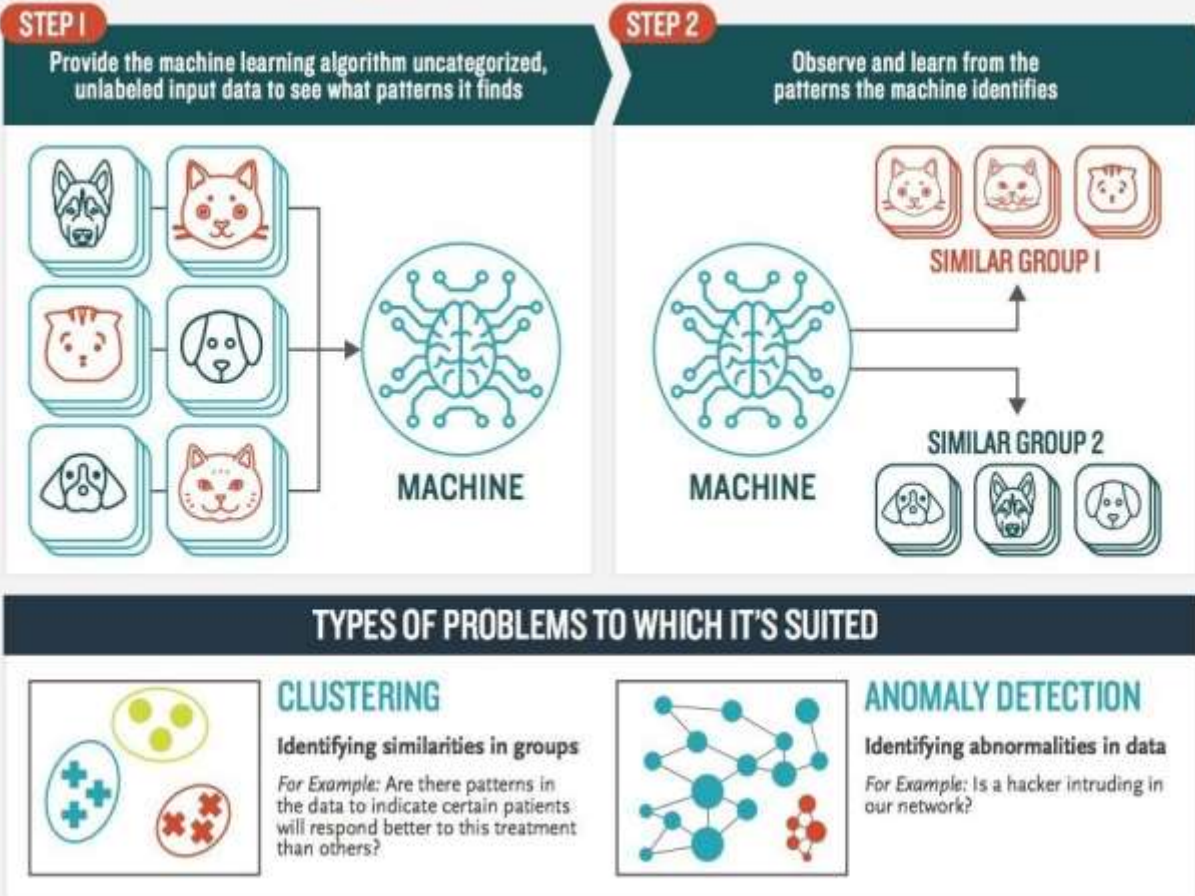 STEP 1
Provide the machine learning algorithm uncategorized,
unlabeled input data to see what patterns it finds
STEP 2
Observe and learn from the
patterns the machine identifies
MACHINE
MACHINE
SIMILAR GROUP 1
SIMILAR GROUP 2
TYPES OF PROBLEMS TO WHICH IT'S SUITED
CLUSTERING
Identifying similarities in groups
For Example: Are there patterns in
the data to indicate certain patients
will respond better to this treatment
than others?
ANOMALY DETECTION
Identifying abnormalities in data
For Example: Is a hacker intruding in
our network?